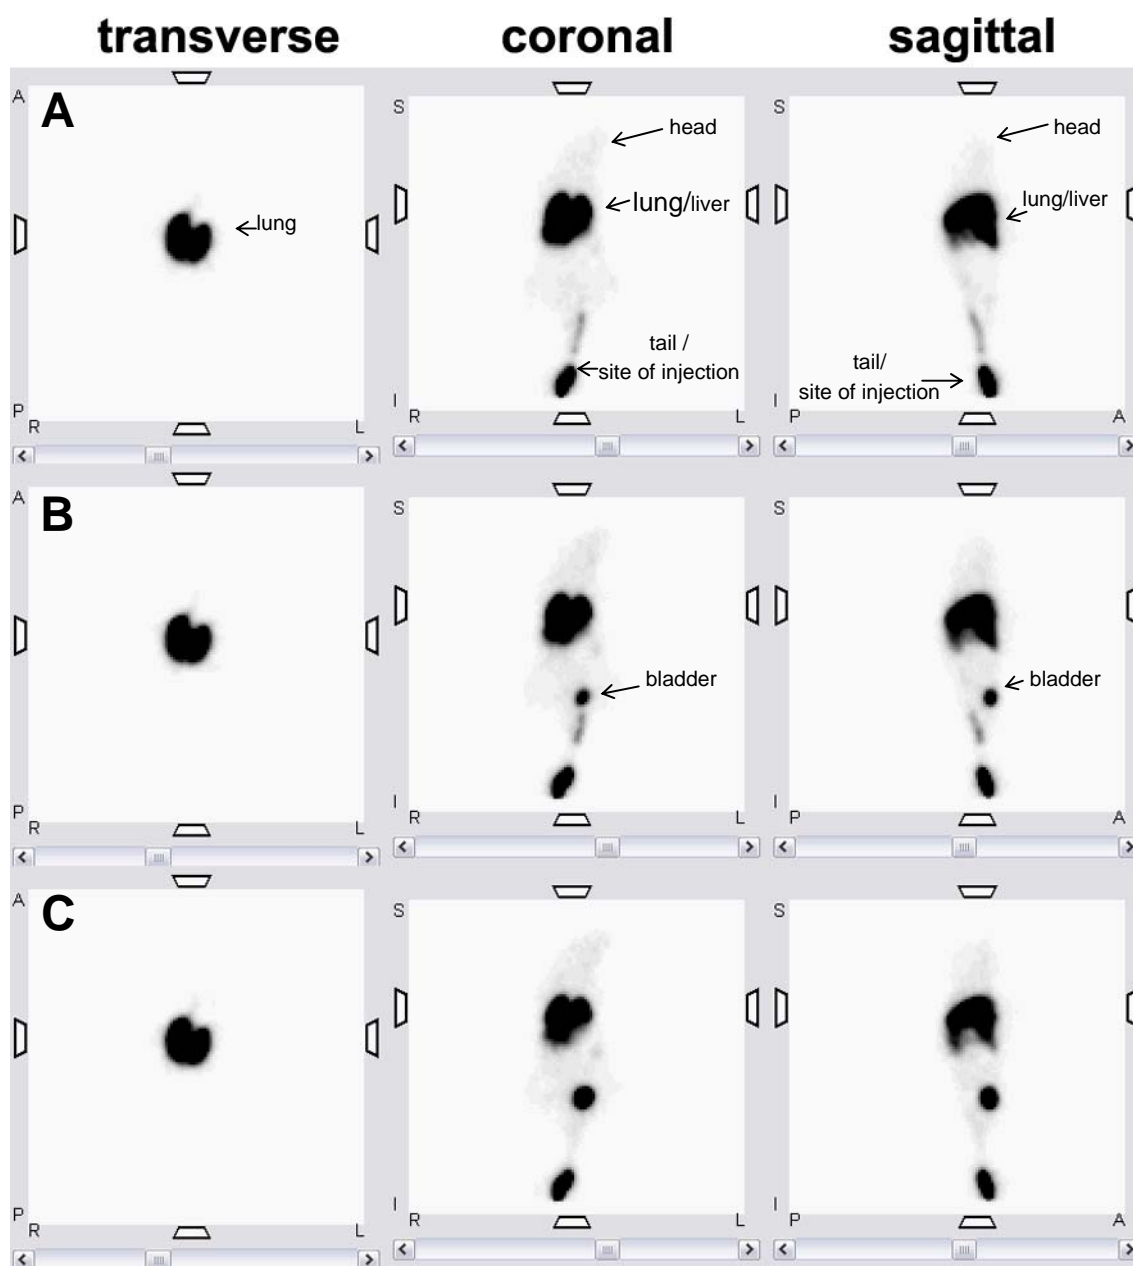 transverse coronal sagittal
A
A
lung
P
R L
S
head
lung/liver
tail /
site of injection
I
R L
S
head
lung/liver
tail/
site of injection
I
P A
A
B
P
R L
S
bladder
I
R L
S
bladder
I
P A
A
C
P
R L
S
I
R L
S
I
P A